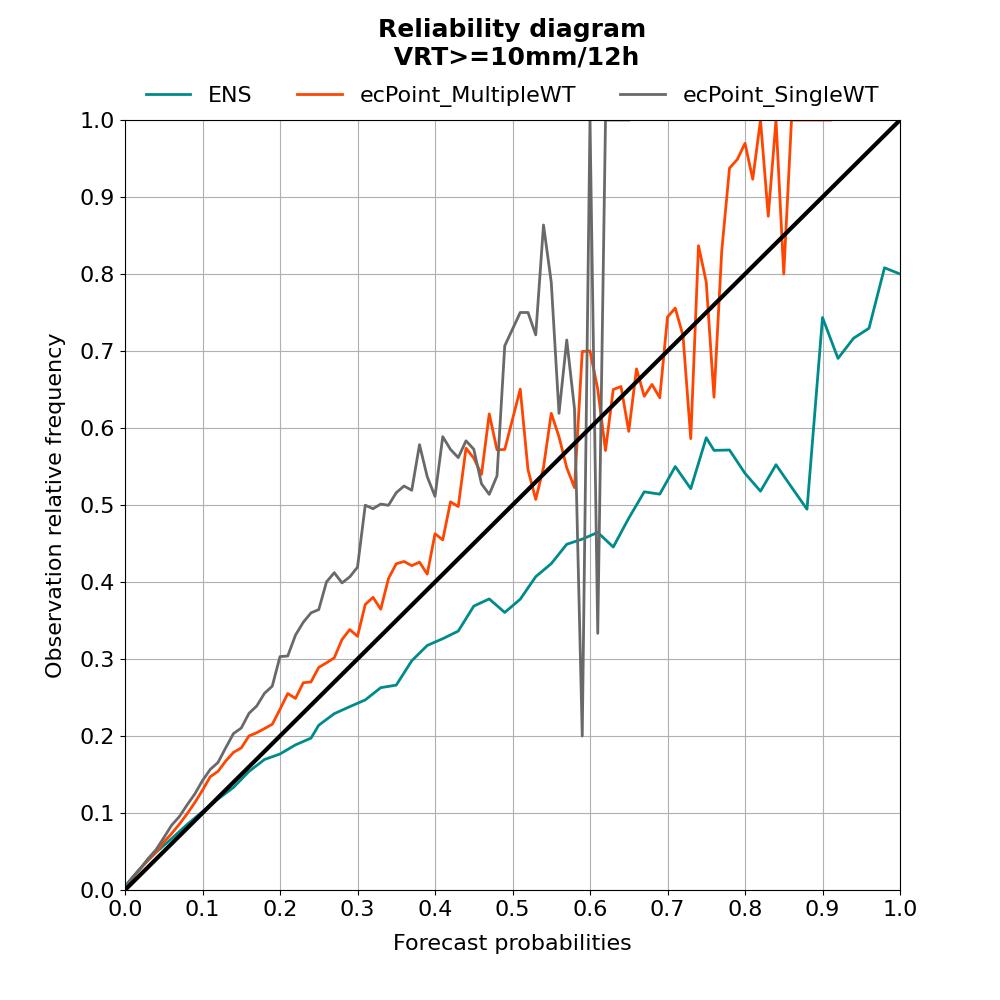 Reliability diagram
VRT>=10mm/12h
ENS ecPoint_MultipleWT ecPoint_SingleWT
1.0
0.9
0.8
0.7
0.6
0.5
0.4
0.3
0.2
0.1
0.0
Observation relative frequency
0.0 0.1 0.2 0.3 0.4 0.5 0.6 0.7 0.8 0.9 1.0
Forecast probabilities